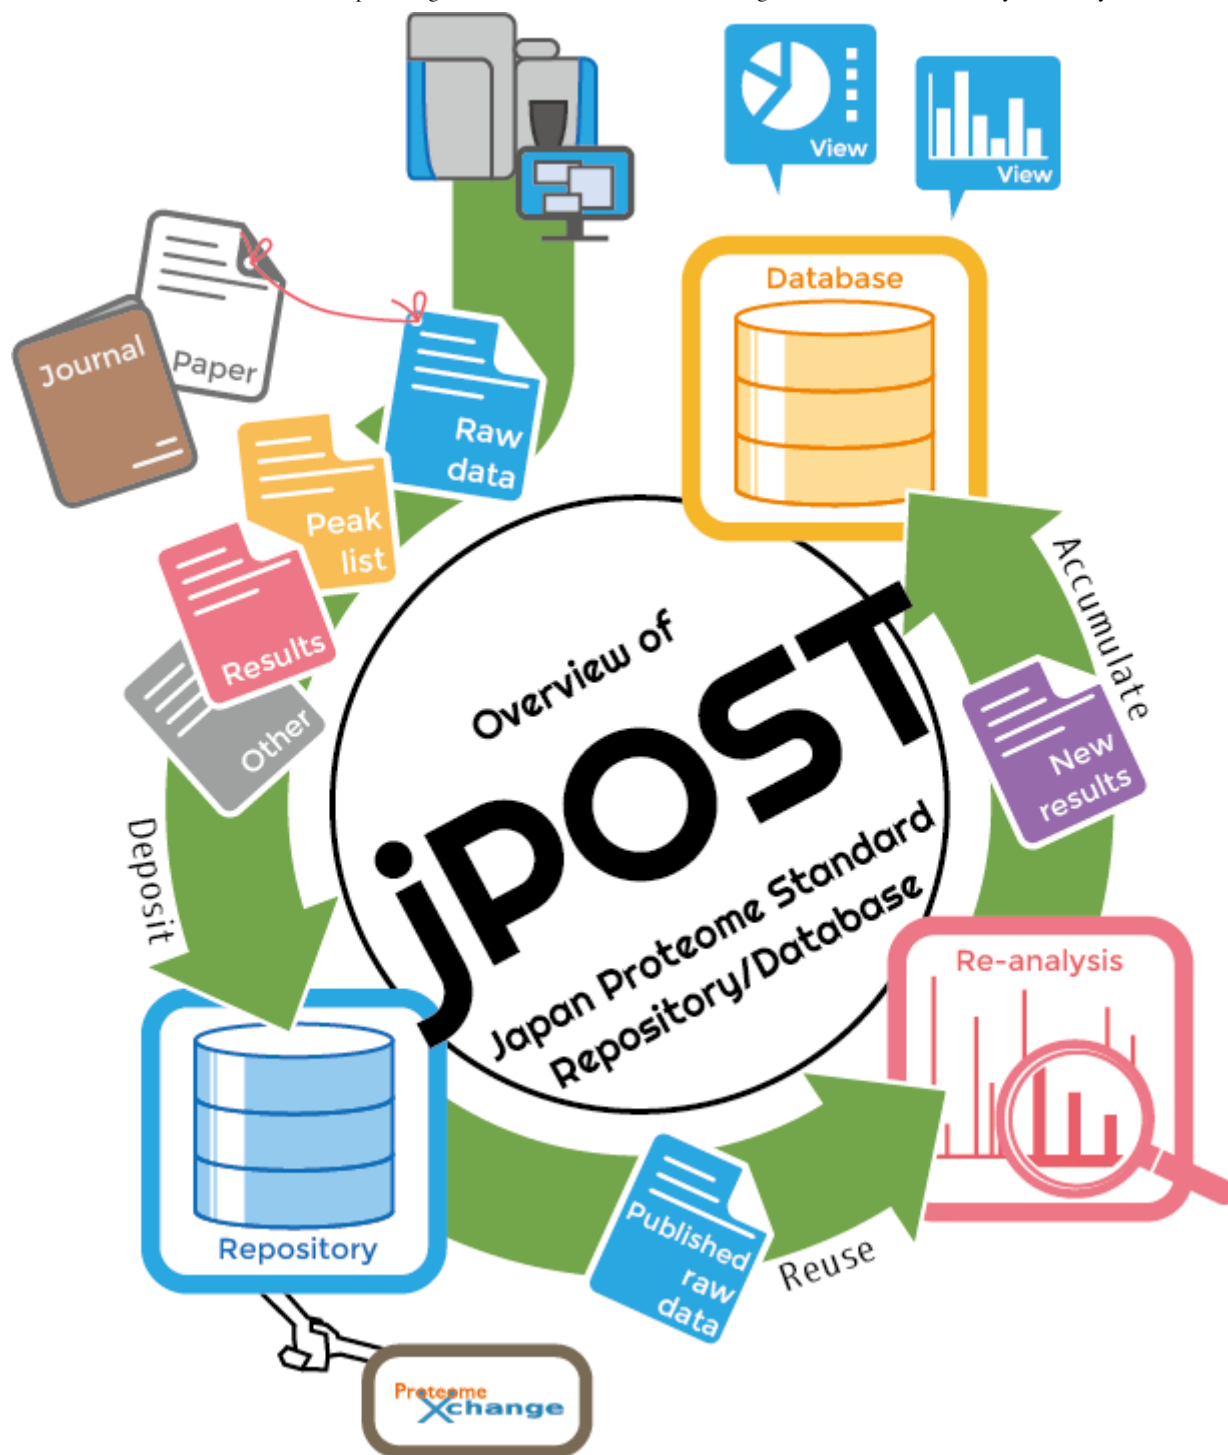 View
View
Database
Journal
Paper
Raw
data
Peak
list
Results
Other
Deposit
Accumulate
New
results
Overview of
jPOST
Japan Proteome Standard
Repository/Database
Re-analysis
Repository
Published
raw
data
Reuse
Proteome
Xchange